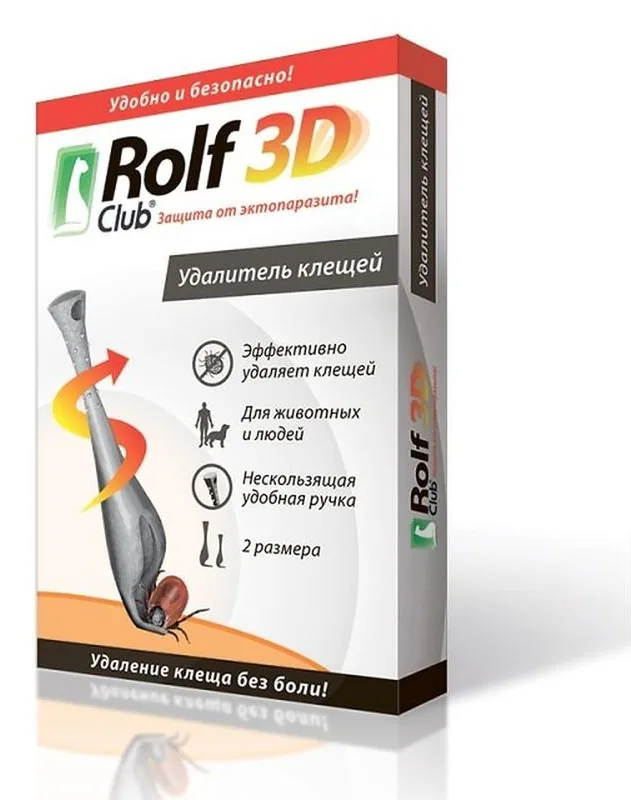 Удобно и безопасно!
Rolf 3D
Club®
Защита от эктопаразита!
Удалитель клещей
Эффективно
удаляет клещей
Для животных
и людей
Нескользящая
удобная ручка
2 размера
Удаление клеща без боли!
Удалитель клещей
Rolf 3D
Club®